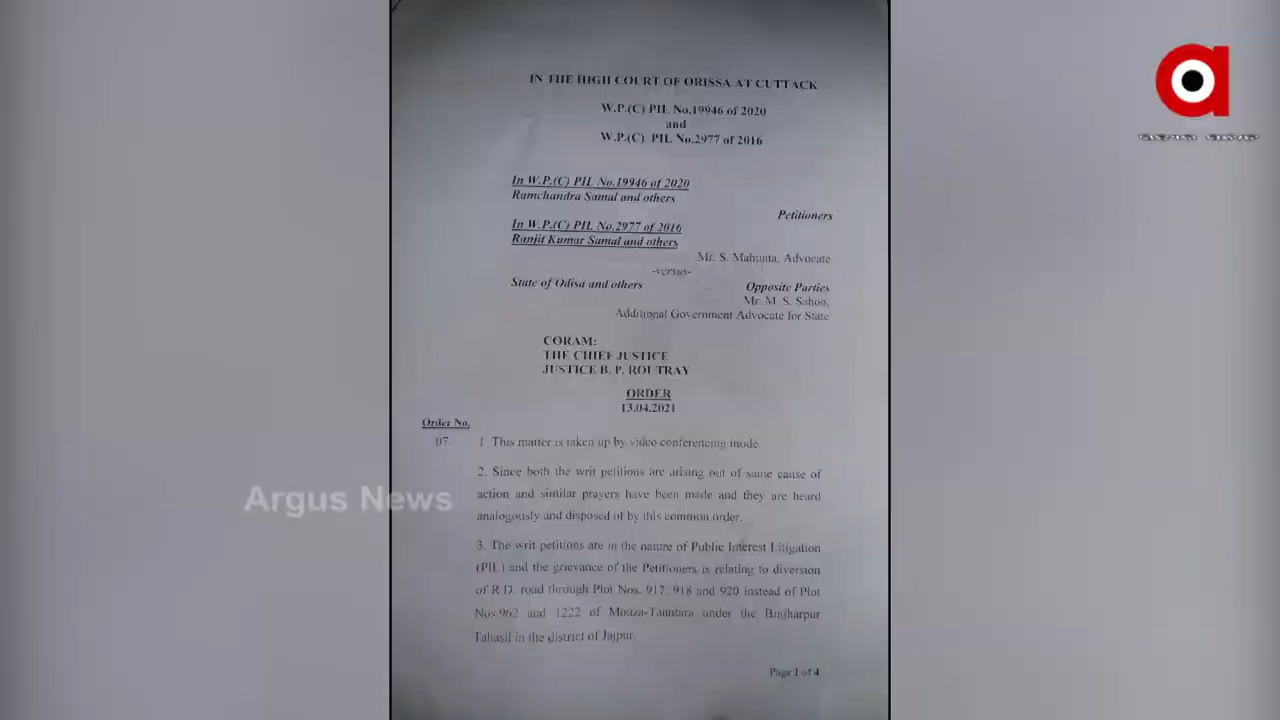 IN THE HIGH COURT OF ORISSA AT CUTTACK
W.P.(C) PIL No.19946 of 2020
and
W.P.(C) PIL No.2977 of 2016
In W.P.(C) PIL No.19946 of 2020
Ramchandra Samal and others
Petitioners
In W.P.(C) PIL No.2977 of 2016
Ranjit Kumar Samal and others
Mr. S. Mahunta, Advocate
-versus-
State of Odisa and others ... Opposite Parties
Mr. M. S. Sahoo,
Additional Government Advocate for State
CORAM:
THE CHIEF JUSTICE
JUSTICE B. P. ROUTRAY
ORDER
13.04.2021
Order No.
07. 1. This matter is taken up by video conferencing mode.
2. Since both the writ petitions are arising out of same cause of
action and similar prayers have been made and they are heard
analogously and disposed of by this common order.
Argus News
3. The writ petitions are in the nature of Public Interest Litigation
(PIL) and the grievance of the Petitioners is relating to diversion
of R.D. road through Plot Nos. 917, 918 and 920 instead of Plot
Nos.962 and 1222 of Mouza- under the Binjharpur
Tahasil in the district of Jajpur.
Page 1 of 4